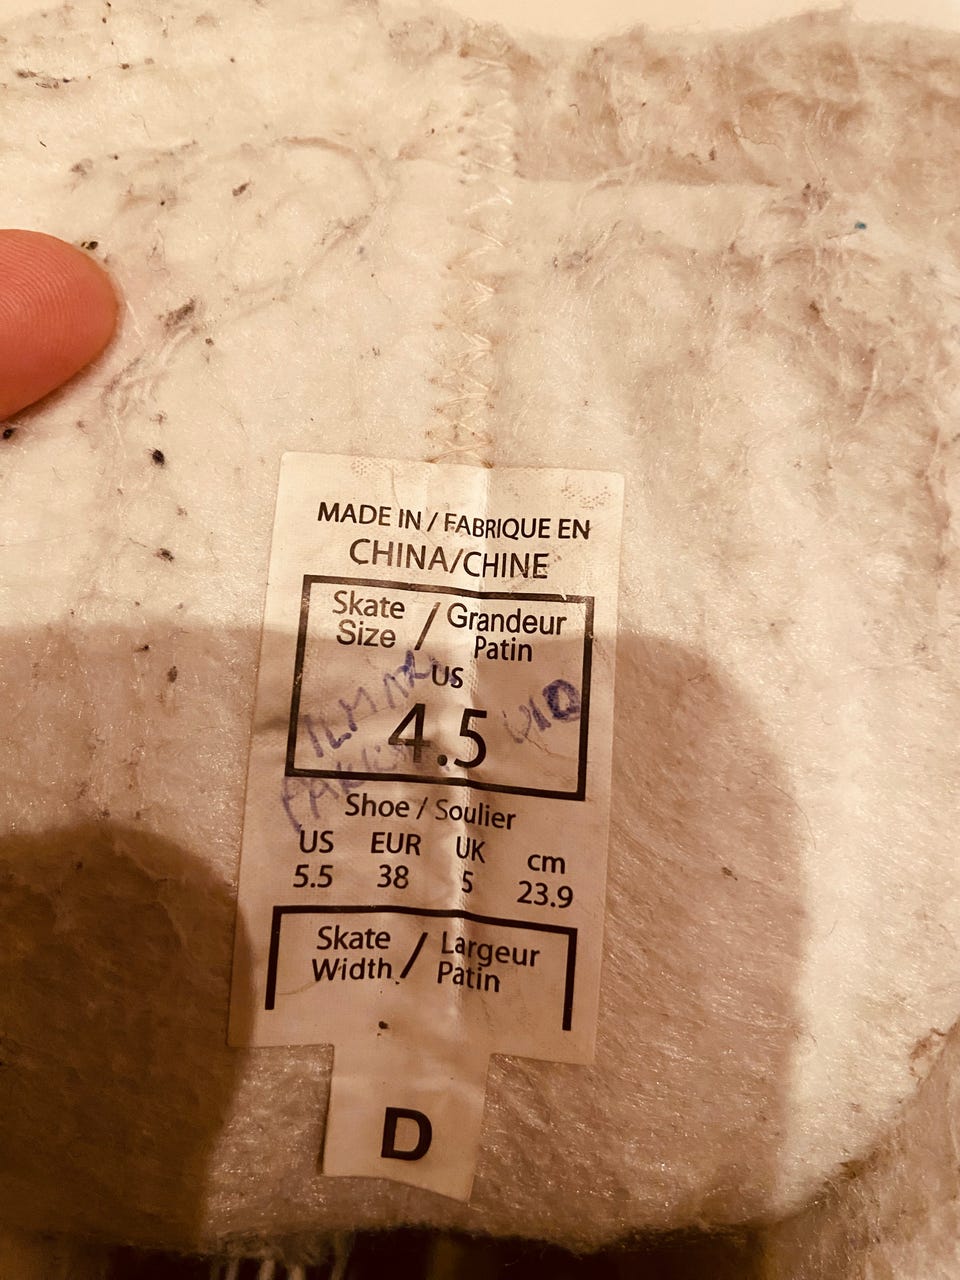 MADE IN / FABRIQUE EN
CHINA/CHINE
Skate Size / Grandeur Patin
US
4.5
Shoe / Soulier
US EUR UK cm
5.5 38 5 23.9
Skate Width / Largeur Patin
D